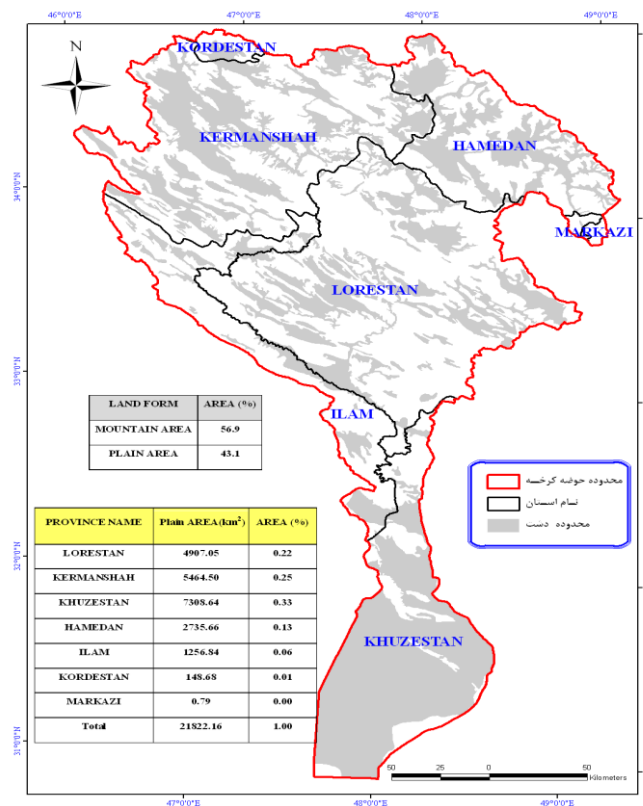 46°0'0"E 47°0'0"E 48°0'0"E 49°0'0"E
N
KORDESTAN
KERMANSHAH
HAMEDAN
34°0'0"N
MARKAZI
LORESTAN
33°0'0"N
ILAM
LAND FORM AREA (%)
MOUNTAIN AREA 56.9
PLAIN AREA 43.1
محدوده حوضه کرخه
محدوده دشت
PROVINCE NAME Plain AREA(km²) AREA (%)
LORESTAN 4907.05 0.22
KERMANSHAH 5464.50 0.25
KHUZESTAN 7308.64 0.33
HAMEDAN 2735.66 0.13
ILAM 1256.84 0.06
KORDESTAN 148.68 0.01
MARKAZI 0.79 0.00
Total 21822.16 1.00
32°0'0"N
KHUZESTAN
31°0'0"N
50 25 0 50
Kilometers
47°0'0"E 48°0'0"E 49°0'0"E